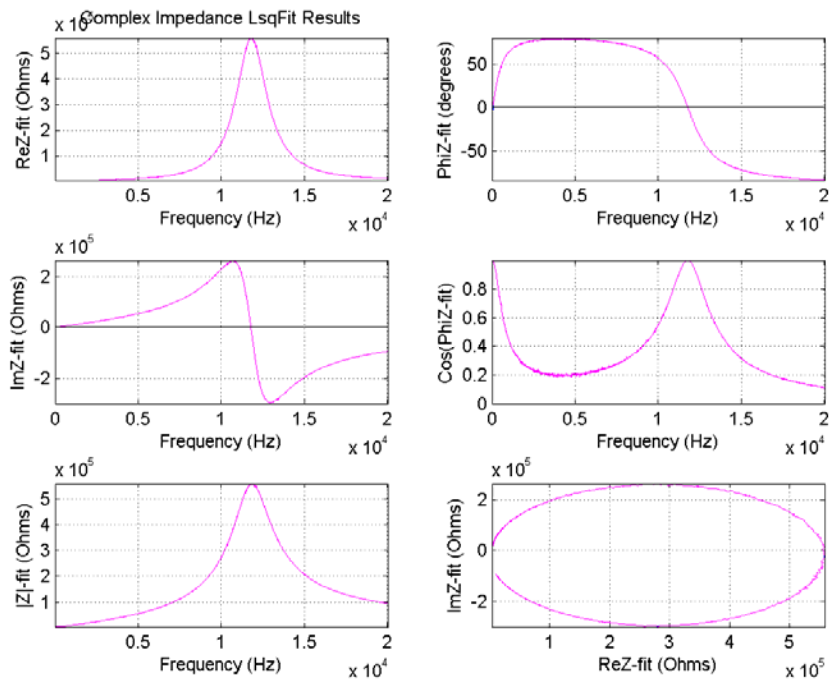 x 10^5
Complex Impedance LsqFit Results
ReZ-fit (Ohms)
5
4
3
2
1
0.5 1 1.5 2
Frequency (Hz)
x 10^4
PhiZ-fit (degrees)
50
0
-50
0 0.5 1 1.5 2
Frequency (Hz)
x 10^4
x 10^5
ImZ-fit (Ohms)
2
0
-2
0 0.5 1 1.5 2
Frequency (Hz)
x 10^4
Cos(PhiZ-fit)
0.8
0.6
0.4
0.2
0
0 0.5 1 1.5 2
Frequency (Hz)
x 10^4
x 10^5
|Z|-fit (Ohms)
5
4
3
2
1
0.5 1 1.5 2
Frequency (Hz)
x 10^4
x 10^5
ImZ-fit (Ohms)
2
0
-2
1 2 3 4 5
ReZ-fit (Ohms)
x 10^5